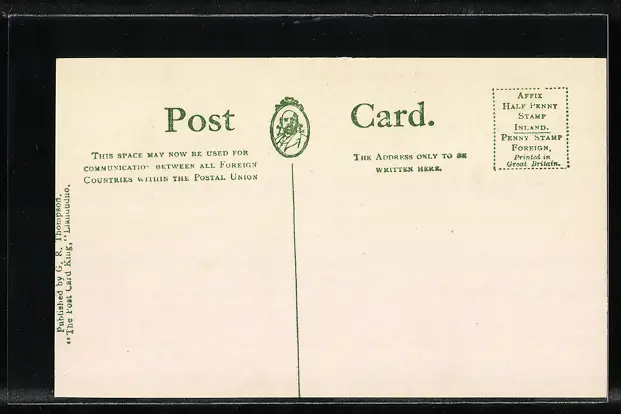 Post Card.
THIS SPACE MAY NOW BE USED FOR
COMMUNICATION BETWEEN ALL FOREIGN
COUNTRIES WITHIN THE POSTAL UNION
THE ADDRESS ONLY TO BE
WRITTEN HERE.
AFFIX
HALF PENNY
STAMP
INLAND.
PENNY STAMP
FOREIGN,
Printed in
Great Britain.
Published by G. R. Thompson,
"The Post Card King," Llandudno.